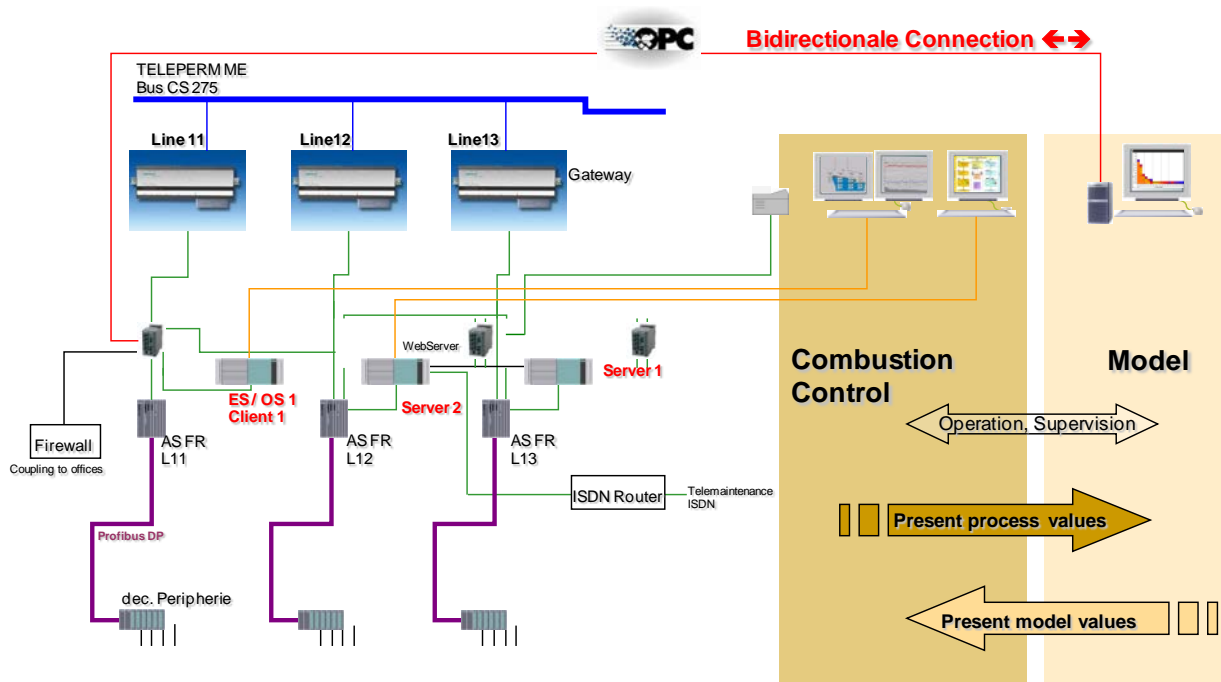 OPC
Bidirectionale Connection
TELEPERM ME
Bus CS 275
Line 11
Line12
Line13
Gateway
WebServer
ES / OS 1
Client 1
Server 2
Server 1
Combustion
Control
Model
Firewall
Coupling to offices
AS FR
L11
AS FR
L12
AS FR
L13
Operation, Supervision
ISDN Router
Telemaintenance
ISDN
Present process values
Profibus DP
dec. Peripherie
Present model values